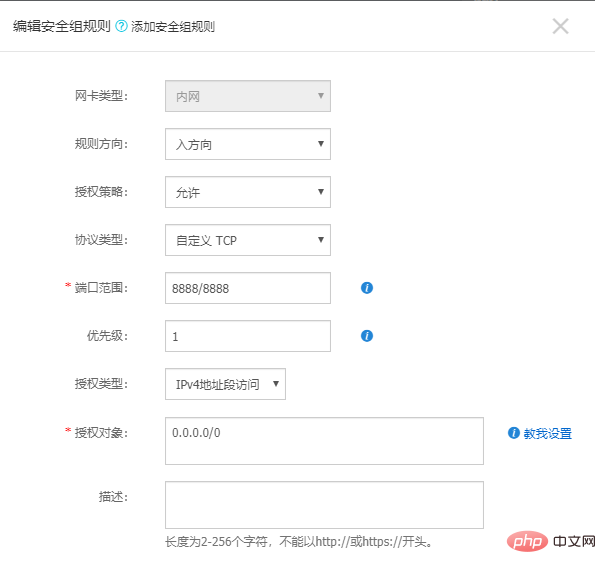 编辑安全组规则 ? 添加安全组规则
网卡类型： 内网
规则方向： 入方向
授权策略： 允许
协议类型： 自定义 TCP
* 端口范围： 8888/8888
优先级： 1
授权类型： IPv4地址段访问
* 授权对象： 0.0.0.0/0 教我设置
描述：
长度为2-256个字符，不能以http://或https://开头。
php 中文网